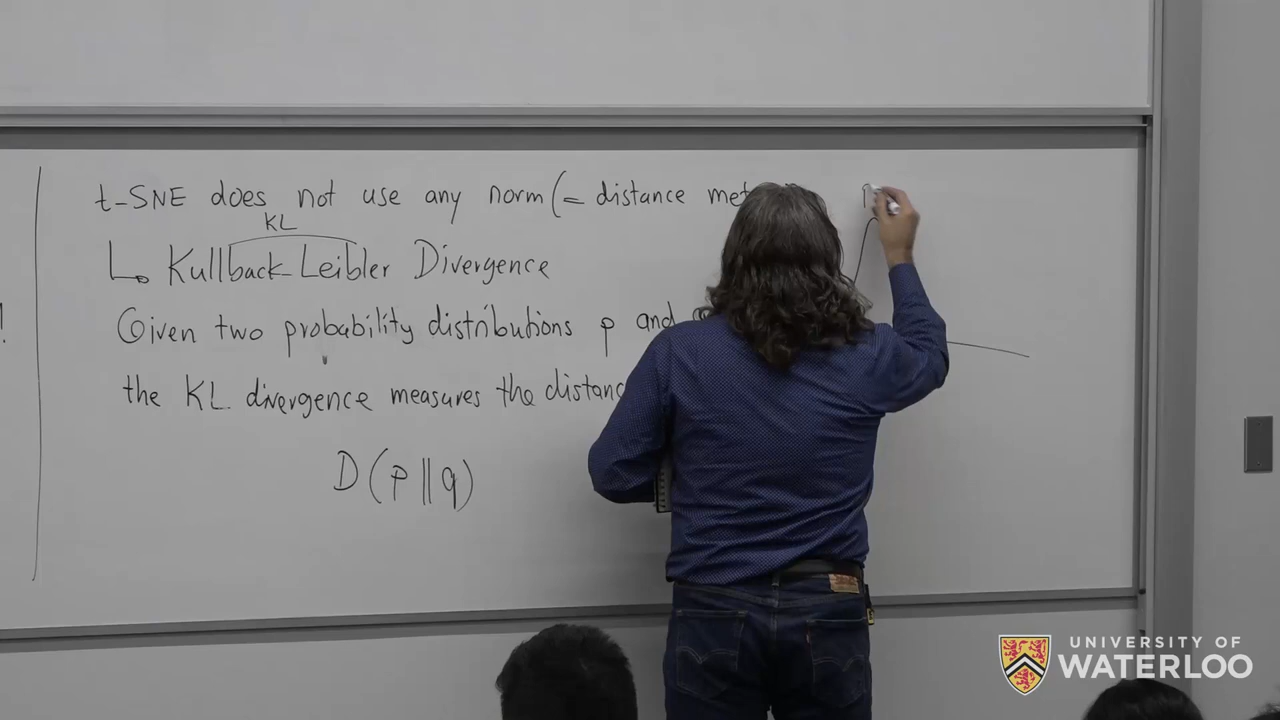 t-SNE does not use any norm (= distance met
KL
↳ Kullback-Leibler Divergence
Given two probability distributions p and
the KL divergence measures the distanc
D(p||q)
!
UNIVERSITY OF
WATERLOO